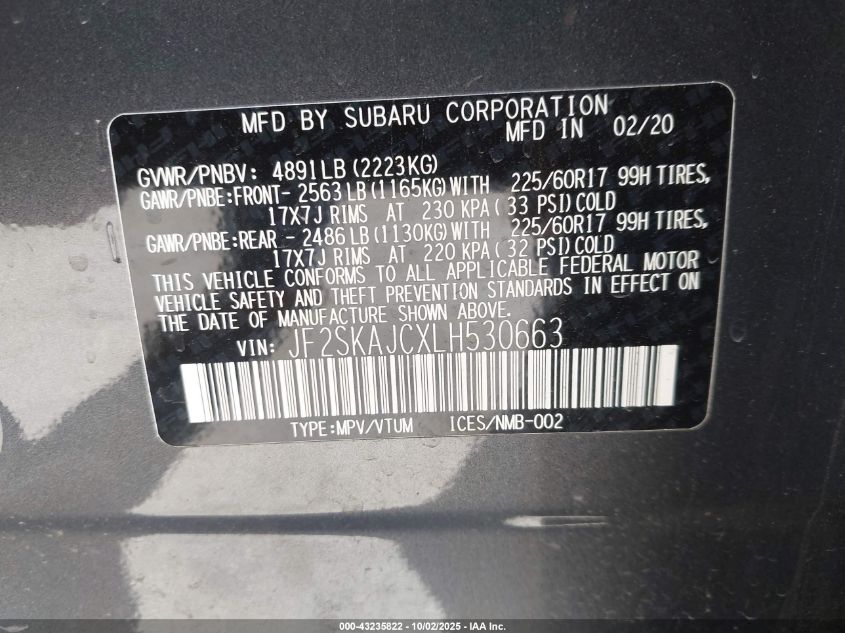 MFD BY SUBARU CORPORATION
MFD IN 02/20
GVWR/PNBV: 4891LB (2223KG)
GAWR/PNBE:FRONT- 2563 LB (1165KG) WITH 225/60R17 99H TIRES,
17X7J RIMS AT 230 KPA ( 33 PSI) COLD
GAWR/PNBE:REAR - 2486 LB (1130KG) WITH 225/60R17 99H TIRES,
17X7J RIMS AT 220 KPA ( 32 PSI) COLD
THIS VEHICLE CONFORMS TO ALL APPLICABLE FEDERAL MOTOR
VEHICLE SAFETY AND THEFT PREVENTION STANDARDS IN EFFECT ON
THE DATE OF MANUFACTURE SHOWN ABOVE.
VIN: JF2SKAJCXLH530663
TYPE:MPV/VTUM ICES/NMB-002
000-43235822 - 10/02/2025 - IAA Inc.